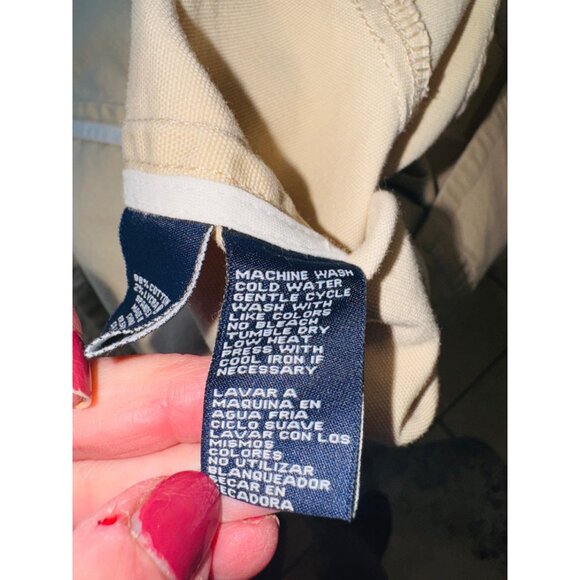 98% COTTON
MACHINE WASH
COLD WATER
GENTLE CYCLE
WASH WITH
LIKE COLORS
NO BLEACH
TUMBLE DRY
LOW HEAT
PRESS WITH
COOL IRON IF
NECESSARY
LAVAR A
MAQUINA EN
AGUA FRIA
CICLO SUAVE
LAVAR CON LOS
MISMOS
COLORES
NO UTILIZAR
BLANQUEADOR
SECAR EN
SECADORA